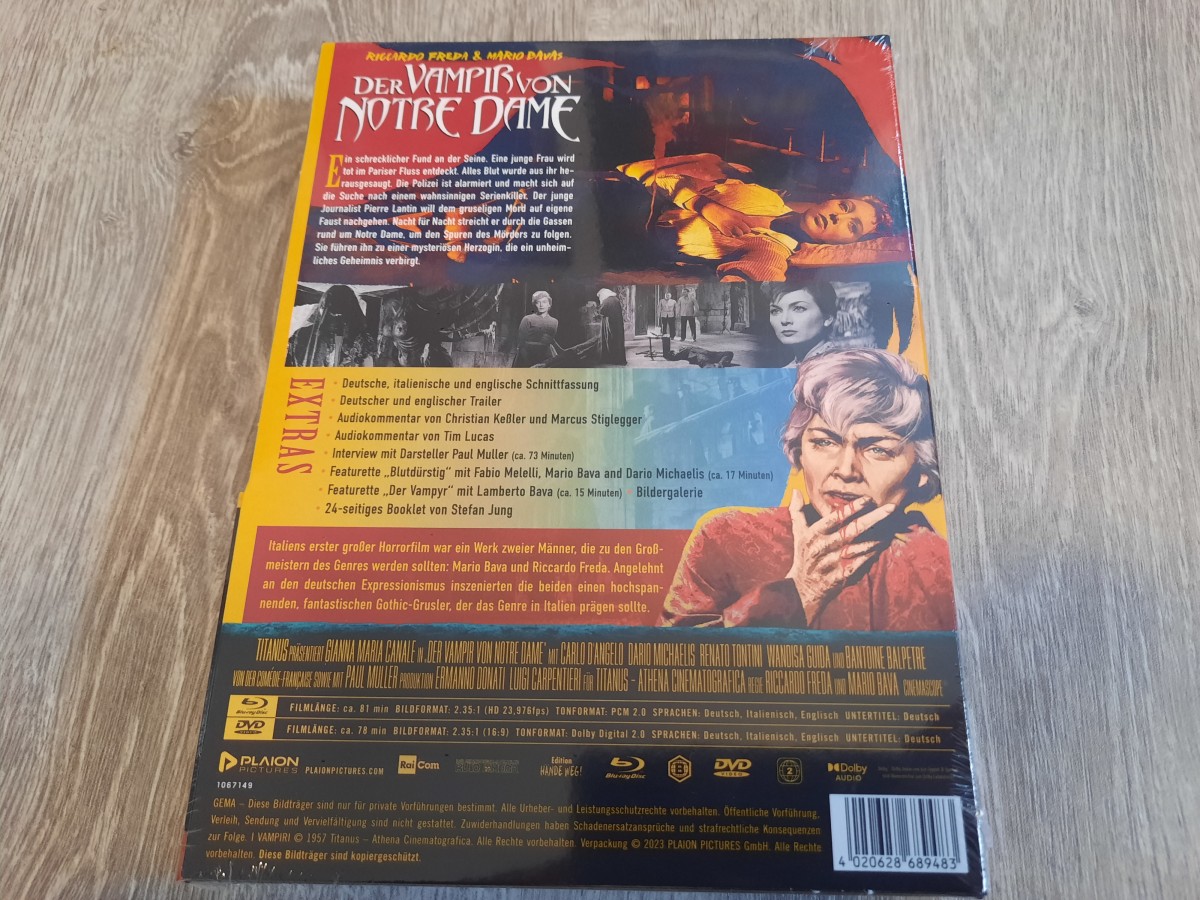 RICCARDO FREDA & MARIO BAVAS
DER VAMPIR VON
NOTRE DAME
Ein schrecklicher Fund an der Seine. Eine junge Frau wird
tot im Pariser Fluss entdeckt. Alles Blut wurde aus ihr he-
rausgesaugt. Die Polizei ist alarmiert und macht sich auf
die Suche nach einem wahnsinnigen Serienkiller. Der junge
Journalist Pierre Lantin will dem gruseligen Mord auf eigene
Faust nachgehen. Nacht für Nacht streicht er durch die Gassen
rund um Notre Dame, um den Spuren des Mörders zu folgen.
Sie führen ihn zu einer mysteriösen Herzogin, die ein unheim-
liches Geheimnis verbirgt.
EXTRAS
• Deutsche, italienische und englische Schnittfassung
• Deutscher und englischer Trailer
• Audiokommentar von Christian Keßler und Marcus Stiglegger
• Audiokommentar von Tim Lucas
• Interview mit Darsteller Paul Muller (ca. 73 Minuten)
• Featurette „Blutdürstig“ mit Fabio Melelli, Mario Bava and Dario Michaelis (ca. 17 Minuten)
• Featurette „Der Vampyr“ mit Lamberto Bava (ca. 15 Minuten) • Bildergalerie
• 24-seitiges Booklet von Stefan Jung
Italiens erster großer Horrorfilm war ein Werk zweier Männer, die zu den Groß-
meistern des Genres werden sollten: Mario Bava und Riccardo Freda. Angelehnt
an den deutschen Expressionismus inszenierten die beiden einen hochspan-
nenden, fantastischen Gothic-Grusler, der das Genre in Italien prägen sollte.
TITANUS PRÄSENTIERT GIANNA MARIA CANALE IN „DER VAMPIR VON NOTRE DAME“ MIT CARLO D'ANGELO DARIO MICHAELIS RENATO TONTINI WANDISA GUIDA UND BANTOINE BALPETRE
VON DER COMÉDIE-FRANÇAISE SOWIE MIT PAUL MULLER PRODUKTION ERMANNO DONATI LUIGI CARPENTIERI FÜR TITANUS – ATHENA CINEMATOGRAFICA REGIE RICCARDO FREDA UND MARIO BAVA CINEMASCOPE
Blu-ray Disc FILMLÄNGE: ca. 81 min BILDFORMAT: 2.35:1 (HD 23,976fps) TONFORMAT: PCM 2.0 SPRACHEN: Deutsch, Italienisch, Englisch UNTERTITEL: Deutsch
DVD VIDEO FILMLÄNGE: ca. 78 min BILDFORMAT: 2.35:1 (16:9) TONFORMAT: Dolby Digital 2.0 SPRACHEN: Deutsch, Italienisch, Englisch UNTERTITEL: Deutsch
PLAION PICTURES PLAIONPICTURES.COM Rai Com Edition HÄNDE WEG! Blu-ray Disc B DVD VIDEO 2 Dolby AUDIO
1067149
GEMA – Diese Bildträger sind nur für private Vorführungen bestimmt. Alle Urheber- und Leistungsschutzrechte vorbehalten. Öffentliche Vorführung,
Verleih, Sendung und Vervielfältigung sind nicht gestattet. Zuwiderhandlungen haben Schadenersatzansprüche und strafrechtliche Konsequenzen
zur Folge. I VAMPIRI © 1957 Titanus – Athena Cinematografica. Alle Rechte vorbehalten. Verpackung © 2023 PLAION PICTURES GmbH. Alle Rechte
vorbehalten. Diese Bildträger sind kopiergeschützt.
4 020628 689483